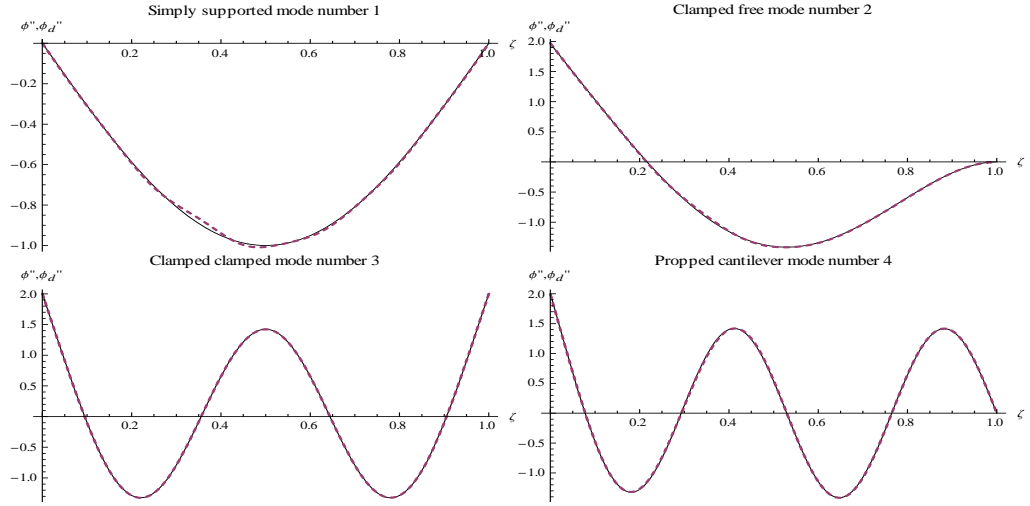 Simply supported mode number 1
ϕ'',ϕd''
0.2 0.4 0.6 0.8 1.0 ζ
−0.2
−0.4
−0.6
−0.8
−1.0
Clamped free mode number 2
ϕ'',ϕd''
2.0
1.5
1.0
0.5
0.2 0.4 0.6 0.8 1.0 ζ
−0.5
−1.0
Clamped clamped mode number 3
ϕ'',ϕd''
2.0
1.5
1.0
0.5
0.2 0.4 0.6 0.8 1.0 ζ
−0.5
−1.0
Propped cantilever mode number 4
ϕ'',ϕd''
2.0
1.5
1.0
0.5
0.2 0.4 0.6 0.8 1.0 ζ
−0.5
−1.0